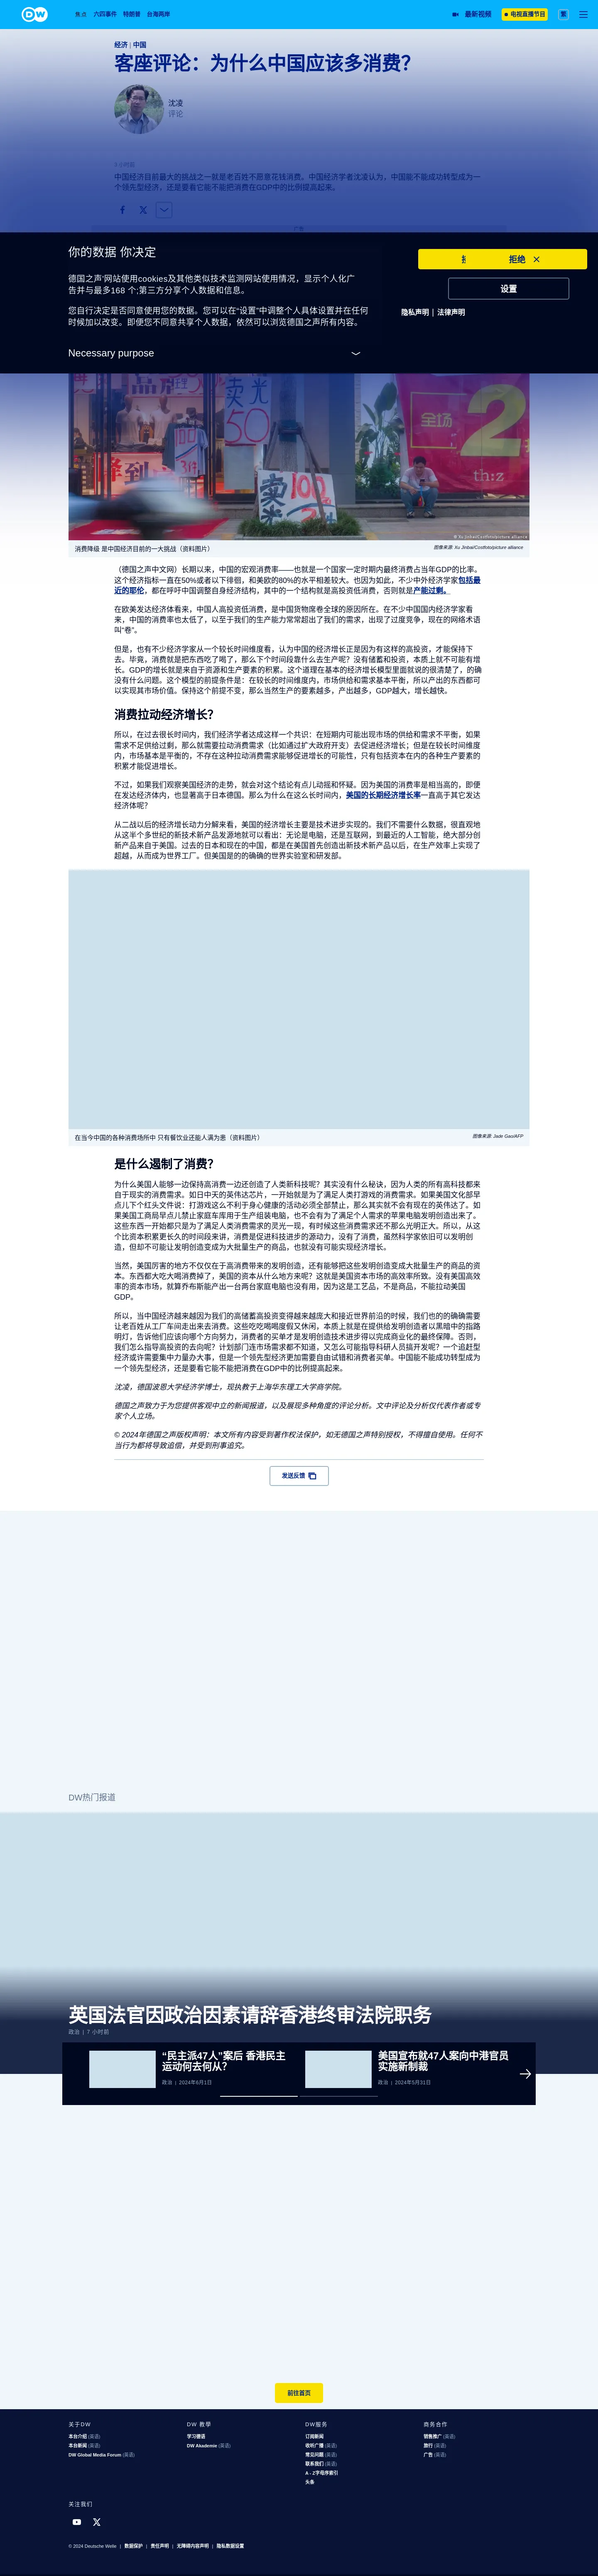 DW
焦点 六四事件 特朗普 台海两岸
最新视频
电视直播节目
繁
经济 | 中国
客座评论：为什么中国应该多消费？
沈凌
评论
中国经济目前最大的挑战之一就是老百姓不愿意花钱消费。中国经济学者沈凌认为，中国能不能成功转型成为一
个领先型经济，还是要看它能不能把消费在GDP中的比例提高起来。
广告
你的数据 你决定
拒绝
设置
德国之声'网站使用cookies及其他类似技术监测网站使用情况，显示个人化广
告并与最多168 个;第三方分享个人数据和信息。
隐私声明 | 法律声明
您自行决定是否同意使用您的数据。您可以在“设置”中调整个人具体设置并在任何
时候加以改变。即便您不同意共享个人数据，依然可以浏览德国之声所有内容。
Necessary purpose
卖光
50
100
全场
2
th:z
© Xu Jinbai/Costfoto/picture alliance
消费降级 是中国经济目前的一大挑战（资料图片）
图像来源: Xu Jinbai/Costfoto/picture alliance
（德国之声中文网）长期以来，中国的宏观消费率——也就是一个国家一定时期内最终消费占当年GDP的比率。
这个经济指标一直在50%或者以下徘徊，和美欧的80%的水平相差较大。也因为如此，不少中外经济学家包括最
近的耶伦，都在呼吁中国调整自身经济结构，其中的一个结构就是高投资低消费，否则就是产能过剩。
在欧美发达经济体看来，中国人高投资低消费，是中国货物席卷全球的原因所在。在不少中国国内经济学家看
来，中国的消费率也太低了，以至于我们的生产能力常常超出了我们的需求，出现了过度竞争，现在的网络术语
叫“卷”。
但是，也有不少经济学家从一个较长时间维度看，认为中国的经济增长正是因为有这样的高投资，才能保持下
去。毕竟，消费就是把东西吃了喝了，那么下个时间段靠什么去生产呢？没有储蓄和投资，本质上就不可能有增
长。GDP的增长就是来自于资源和生产要素的积累。这个道理在基本的经济增长模型里面就说的很清楚了，的确
没有什么问题。这个模型的前提条件是：在较长的时间维度内，市场供给和需求基本平衡，所以产出的东西都可
以实现其市场价值。保持这个前提不变，那么当然生产的要素越多，产出越多，GDP越大，增长越快。
消费拉动经济增长？
所以，在过去很长时间内，我们经济学者达成这样一个共识：在短期内可能出现市场的供给和需求不平衡，如果
需求不足供给过剩，那么就需要拉动消费需求（比如通过扩大政府开支）去促进经济增长；但是在较长时间维度
内，市场基本是平衡的，不存在这种拉动消费需求能够促进经济增长的可能性，只有包括资本在内的各种生产要素的
积累才能促进增长。
不过，如果我们观察美国经济的走势，就会对这个结论有点儿动摇和怀疑。因为美国的消费率是相当高的，即便
在发达经济体内，也显著高于日本德国。那么为什么在这么长时间内，美国的长期经济增长率一直高于其它发达
经济体呢？
从二战以后的经济增长动力分解来看，美国的经济增长主要是技术进步实现的。我们不需要什么数据，很直观地
从这半个多世纪的新技术新产品发源地就可以看出：无论是电脑，还是互联网，到最近的人工智能，绝大部分创
新产品来自于美国。过去的日本和现在的中国，都是在美国首先创造出新技术新产品以后，在生产效率上实现了
超越，从而成为世界工厂。但美国是的的确确的世界实验室和研发部。
在当今中国的各种消费场所中 只有餐饮业还能人满为患（资料图片）
图像来源: Jade Gao/AFP
是什么遏制了消费？
为什么美国人能够一边保持高消费一边还创造了人类新科技呢？其实没有什么秘诀，因为人类的所有高科技都来
自于现实的消费需求。如日中天的英伟达芯片，一开始就是为了满足人类打游戏的消费需求。如果美国文化部早
点儿下个红头文件说：打游戏这么不利于身心健康的活动必须全部禁止，那么其实就不会有现在的英伟达了。如
果美国工商局早点儿禁止家庭车库用于生产组装电脑，也不会有为了满足个人需求的苹果电脑发明创造出来了。
这些东西一开始都只是为了满足人类消费需求的灵光一现，有时候这些消费需求还不那么光明正大。所以，从这
个比资本积累更长久的时间段来讲，消费是促进科技进步的源动力，没有了消费，虽然科学家依旧可以发明创
造，但却不可能让发明创造变成为大批量生产的商品，也就没有可能实现经济增长。
当然，美国厉害的地方不仅仅在于高消费带来的发明创造，还有能够把这些发明创造变成大批量生产的商品的资
本。东西都大吃大喝消费掉了，美国的资本从什么地方来呢？这就是美国资本市场的高效率所致。没有美国高效
率的资本市场，就算乔布斯能产出一台两台家庭电脑也没有用，因为这是工艺品，不是商品，不能拉动美国
GDP。
所以，当中国经济越来越因为我们的高储蓄高投资变得越来越庞大和接近世界前沿的时候，我们也的的确确需要
让老百姓从工厂车间走出来去消费。这些吃吃喝喝度假又休闲，本质上就是在提供给发明创造者以黑暗中的指路
明灯，告诉他们应该向哪个方向努力，消费者的买单才是发明创造技术进步得以完成商业化的最终保障。否则，
我们怎么指导高投资的去向呢？计划部门连市场需求都不知道，又怎么可能指导科研人员搞开发呢？一个追赶型
经济或许需要集中力量办大事，但是一个领先型经济更加需要自由试错和消费者买单。中国能不能成功转型成为
一个领先型经济，还是要看它能不能把消费在GDP中的比例提高起来。
沈凌，德国波恩大学经济学博士，现执教于上海华东理工大学商学院。
德国之声致力于为您提供客观中立的新闻报道，以及展现多种角度的评论分析。文中评论及分析仅代表作者或专
家个人立场。
© 2024年德国之声版权声明：本文所有内容受到著作权法保护，如无德国之声特别授权，不得擅自使用。任何不
当行为都将导致追偿，并受到刑事追究。
发送反馈
DW热门报道
英国法官因政治因素请辞香港终审法院职务
政治 | 7 小时前
“民主派47人”案后 香港民主
运动何去何从？
政治 | 2024年6月1日
美国宣布就47人案向中港官员
实施新制裁
政治 | 2024年5月31日
前往首页
关于DW
本台介绍 (英语)
本台新闻 (英语)
DW Global Media Forum (英语)
DW 教學
学习德语
DW Akademie (英语)
DW服务
订阅新闻
收听广播 (英语)
常见问题 (英语)
联系我们 (英语)
A - Z字母序索引
头条
商务合作
销售推广 (英语)
旅行 (英语)
广告 (英语)
关注我们
© 2024 Deutsche Welle | 数据保护 | 责任声明 | 无障碍内容声明 | 隐私数据设置